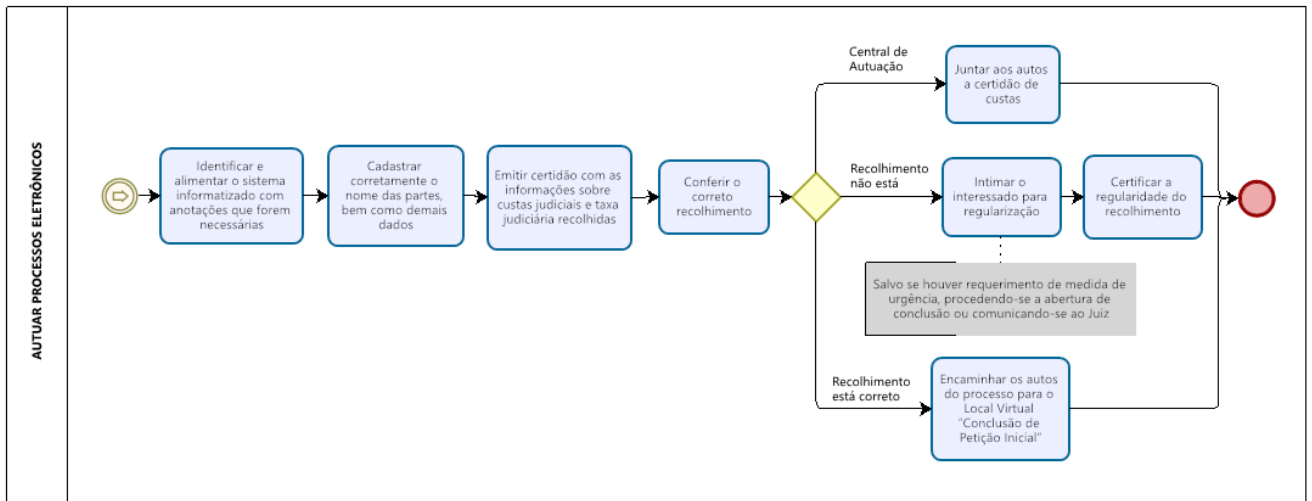 AUTUAR PROCESSOS ELETRÔNICOS
Identificar e
alimentar o sistema
informatizado com
anotações que forem
necessárias
Cadastrar
corretamente o
nome das partes,
bem como demais
dados
Emitir certidão com as
informações sobre
custas judiciais e taxa
judiciária recolhidas
Conferir o
correto
recolhimento
Central de
Autuação
Juntar aos autos
a certidão de
custas
Recolhimento
não está
Intimar o
interessado para
regularização
Certificar a
regularidade do
recolhimento
Salvo se houver requerimento de medida de
urgência, procedendo-se a abertura de
conclusão ou comunicando-se ao Juiz
Recolhimento
está correto
Encaminhar os autos
do processo para o
Local Virtual
“Conclusão de
Petição Inicial”